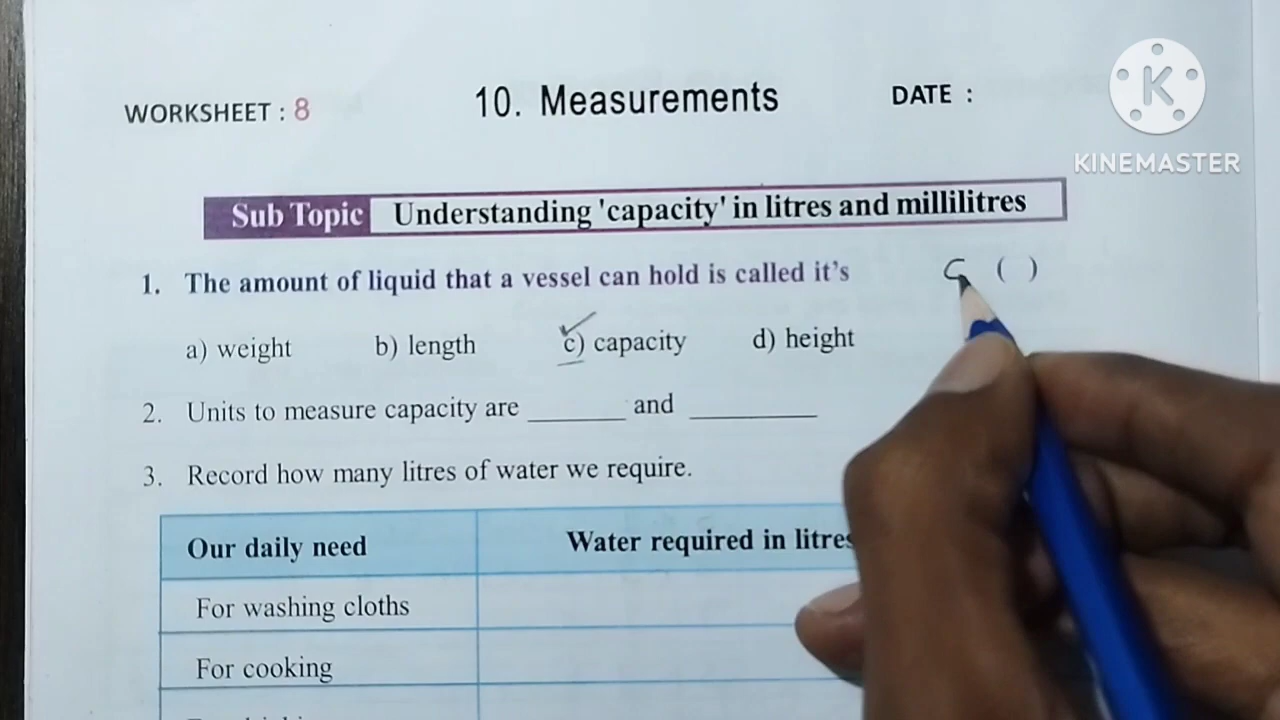 WORKSHEET : 8 10. Measurements DATE :
K
KINEMASTER
Sub Topic Understanding 'capacity' in litres and millilitres
1. The amount of liquid that a vessel can hold is called it's ( )
a) weight b) length c) capacity d) height
2. Units to measure capacity are ________ and __________
3. Record how many litres of water we require.
Our daily need Water required in litres
For washing cloths
For cooking